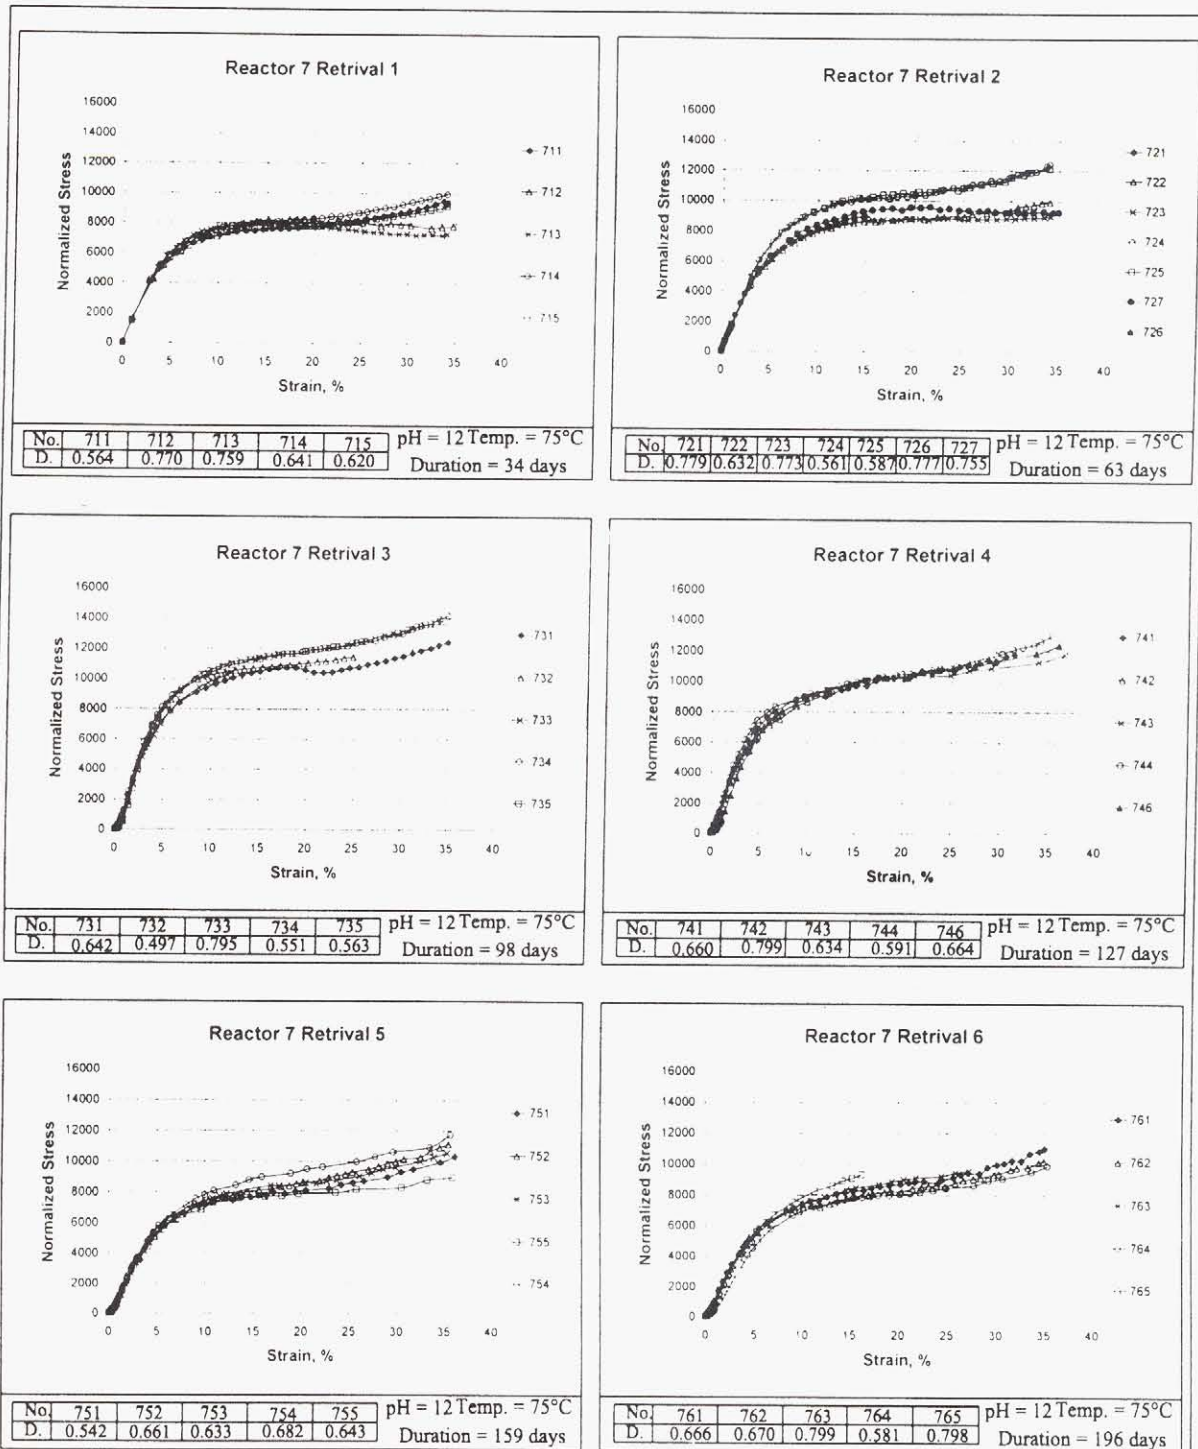 Reactor 7 Retrival 1
16000
14000
12000
10000
8000
6000
4000
2000
0
Normalized Stress
0 5 10 15 20 25 30 35 40
Strain, %
711
712
713
714
715
No. 711 712 713 714 715
D. 0.564 0.770 0.759 0.641 0.620
pH = 12 Temp. = 75°C
Duration = 34 days
Reactor 7 Retrival 2
16000
14000
12000
10000
8000
6000
4000
2000
0
Normalized Stress
0 5 10 15 20 25 30 35 40
Strain, %
721
722
723
724
725
727
726
No. 721 722 723 724 725 726 727
D. 0.779 0.632 0.773 0.561 0.587 0.777 0.755
pH = 12 Temp. = 75°C
Duration = 63 days
Reactor 7 Retrival 3
16000
14000
12000
10000
8000
6000
4000
2000
0
Normalized Stress
0 5 10 15 20 25 30 35 40
Strain, %
731
732
733
734
735
No. 731 732 733 734 735
D. 0.642 0.497 0.795 0.551 0.563
pH = 12 Temp. = 75°C
Duration = 98 days
Reactor 7 Retrival 4
16000
14000
12000
10000
8000
6000
4000
2000
0
Normalized Stress
0 5 10 15 20 25 30 35 40
Strain, %
741
742
743
744
746
No. 741 742 743 744 746
D. 0.660 0.799 0.634 0.591 0.664
pH = 12 Temp. = 75°C
Duration = 127 days
Reactor 7 Retrival 5
16000
14000
12000
10000
8000
6000
4000
2000
0
Normalized Stress
0 5 10 15 20 25 30 35 40
Strain, %
751
752
753
755
754
No. 751 752 753 754 755
D. 0.542 0.661 0.633 0.682 0.643
pH = 12 Temp. = 75°C
Duration = 159 days
Reactor 7 Retrival 6
16000
14000
12000
10000
8000
6000
4000
2000
0
Normalized Stress
0 5 10 15 20 25 30 35 40
Strain, %
761
762
763
764
765
No. 761 762 763 764 765
D. 0.666 0.670 0.799 0.581 0.798
pH = 12 Temp. = 75°C
Duration = 196 days